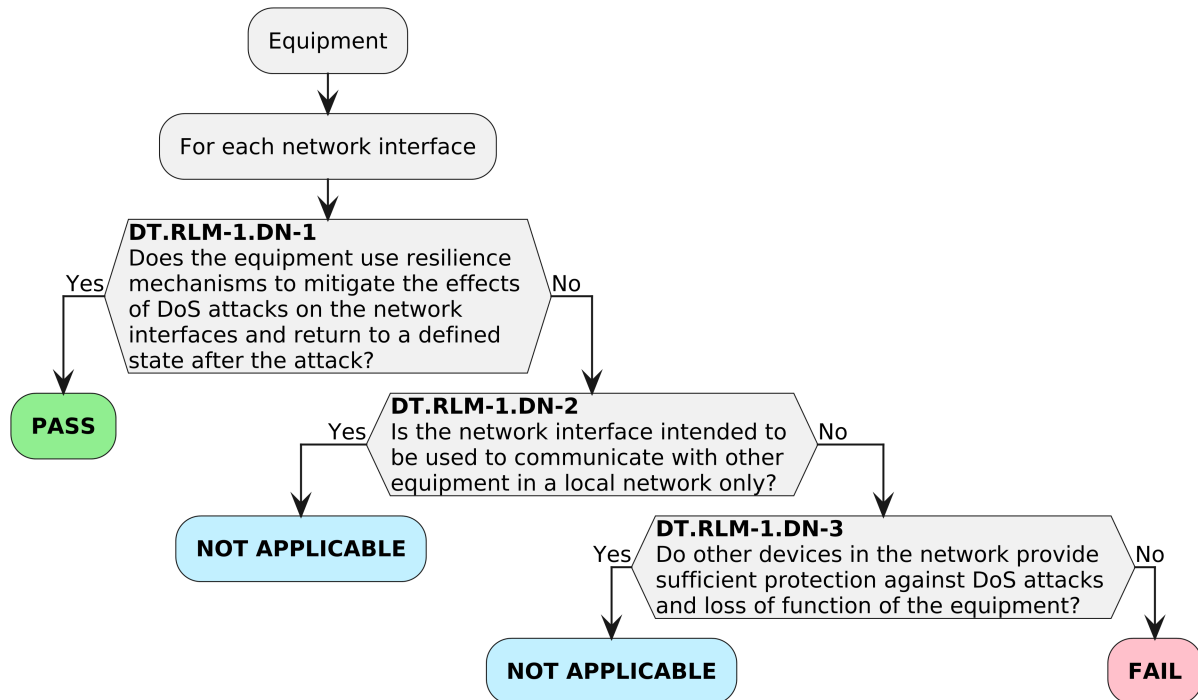 Equipment
For each network interface
DT.RLM-1.DN-1
Does the equipment use resilience
mechanisms to mitigate the effects
of DoS attacks on the network
interfaces and return to a defined
state after the attack?
Yes
No
PASS
DT.RLM-1.DN-2
Is the network interface intended to
be used to communicate with other
equipment in a local network only?
Yes
No
NOT APPLICABLE
DT.RLM-1.DN-3
Do other devices in the network provide
sufficient protection against DoS attacks
and loss of function of the equipment?
Yes
No
NOT APPLICABLE
FAIL